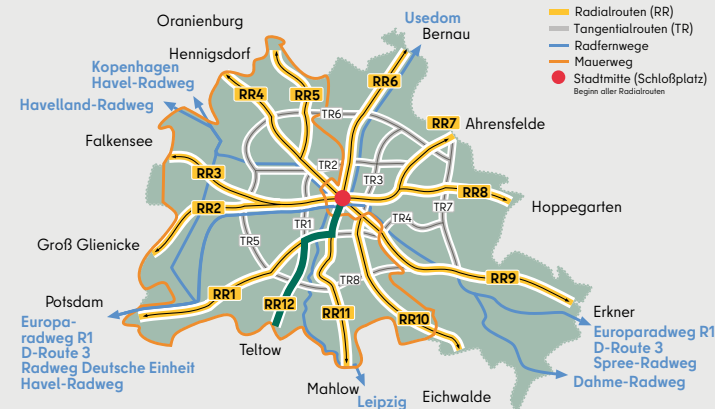 Oranienburg
Usedom
Bernau
Radialrouten (RR)
Tangentialrouten (TR)
Radfernwege
Mauerweg
Stadtmitte (Schloßplatz)
Beginn aller Radialrouten
Hennigsdorf
Kopenhagen
Havel-Radweg
Havelland-Radweg
RR4
RR5
RR6
TR6
RR7
Ahrensfelde
Falkensee
RR3
TR2
TR3
RR8
RR2
Hoppegarten
TR1
TR4
TR7
Groß Glienicke
TR5
TR8
RR9
RR1
RR12
RR11
RR10
Potsdam
Europa-
radweg R1
D-Route 3
Radweg Deutsche Einheit
Havel-Radweg
Teltow
Erkner
Europaradweg R1
D-Route 3
Spree-Radweg
Dahme-Radweg
Mahlow
Leipzig
Eichwalde